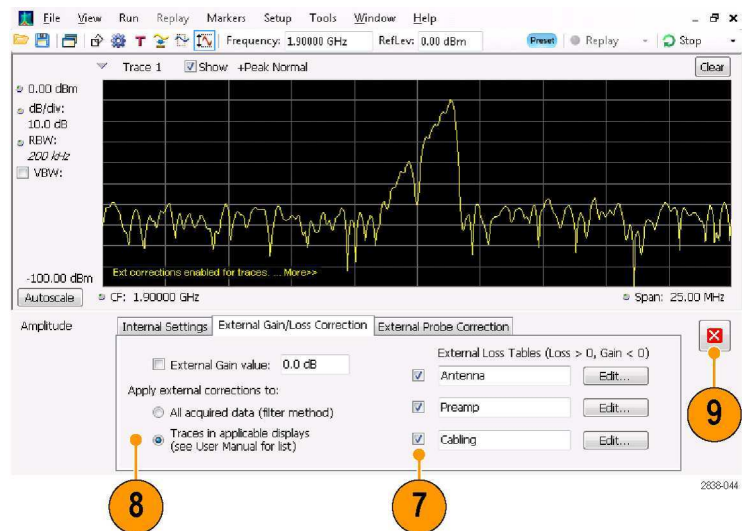 File View Run Replay Markers Setup Tools Window Help
Frequency: 1.90000 GHz RefLev: 0.00 dBm Preset Replay Stop
Trace 1 Show +Peak Normal Clear
0.00 dBm
dB/div:
10.0 dB
RBW:
200 kHz
VBW:
-100.00 dBm
Ext corrections enabled for traces. ... More>>
Autoscale CF: 1.90000 GHz Span: 25.00 MHz
Amplitude Internal Settings External Gain/Loss Correction External Probe Correction
External Loss Tables (Loss > 0, Gain < 0)
External Gain value: 0.0 dB
Antenna Edit...
Apply external corrections to:
All acquired data (filter method)
Preamp Edit...
Traces in applicable displays
(see User Manual for list)
Cabling Edit...
9
8
7
2838-044